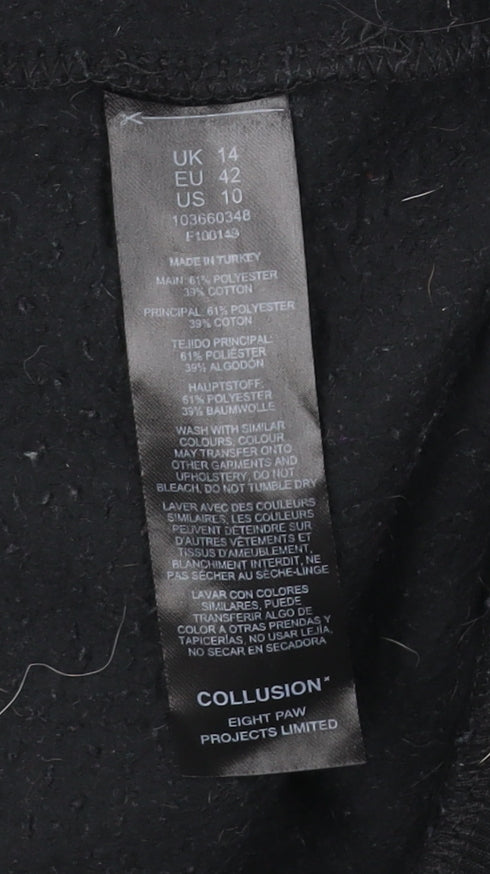 UK 14
EU 42
US 10
103660348
F100149
MADE IN TURKEY
MAIN: 61% POLYESTER
39% COTTON
PRINCIPAL: 61% POLYESTER
39% COTON
TEJIDO PRINCIPAL:
61% POLIÉSTER
39% ALGODÓN
HAUPTSTOFF:
61% POLYESTER
39% BAUMWOLLE
WASH WITH SIMILAR
COLOURS, COLOUR
MAY TRANSFER ONTO
OTHER GARMENTS AND
UPHOLSTERY, DO NOT
BLEACH, DO NOT TUMBLE DRY
LAVER AVEC DES COULEURS
SIMILAIRES, LES COULEURS
PEUVENT DÉTEINDRE SUR
D'AUTRES VÊTEMENTS ET
TISSUS D'AMEUBLEMENT,
BLANCHIMENT INTERDIT, NE
PAS SÉCHER AU SÈCHE-LINGE
LAVAR CON COLORES
SIMILARES, PUEDE
TRANSFERIR ALGO DE
COLOR A OTRAS PRENDAS Y
TAPICERÍAS, NO USAR LEJÍA,
NO SECAR EN SECADORA
COLLUSION
EIGHT PAW
PROJECTS LIMITED